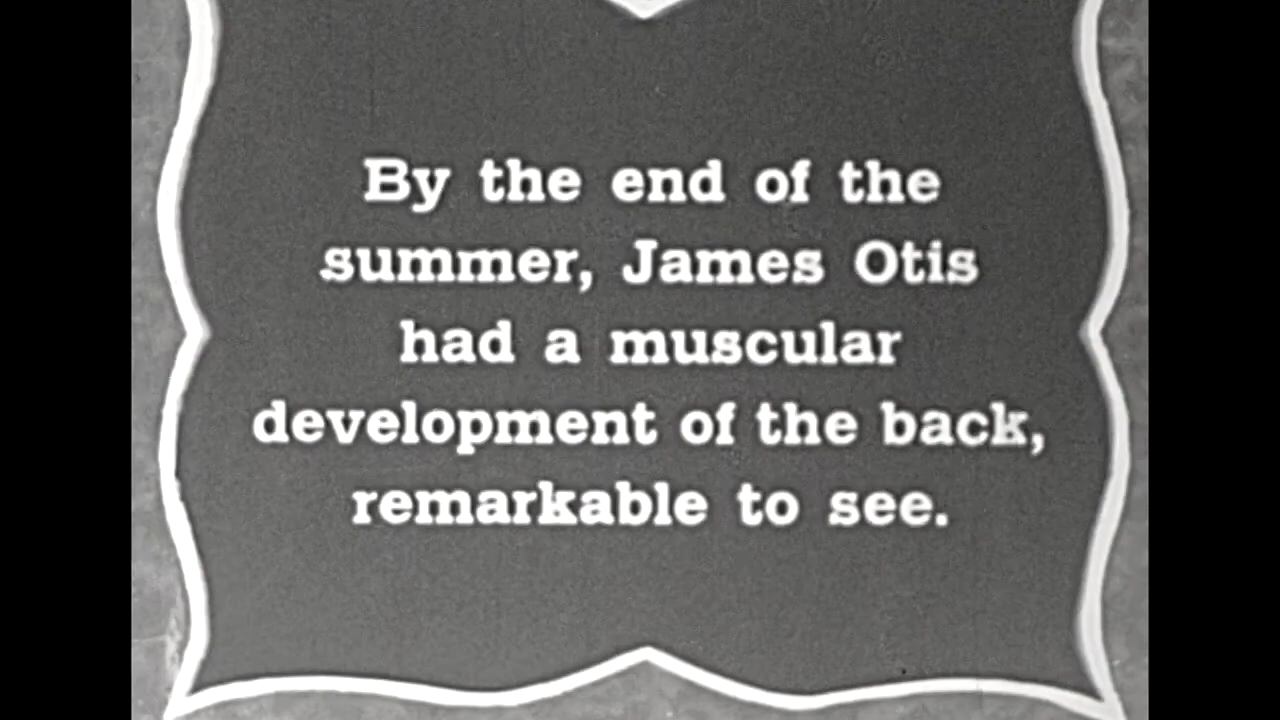 By the end of the
summer, James Otis
had a muscular
development of the back,
remarkable to see.